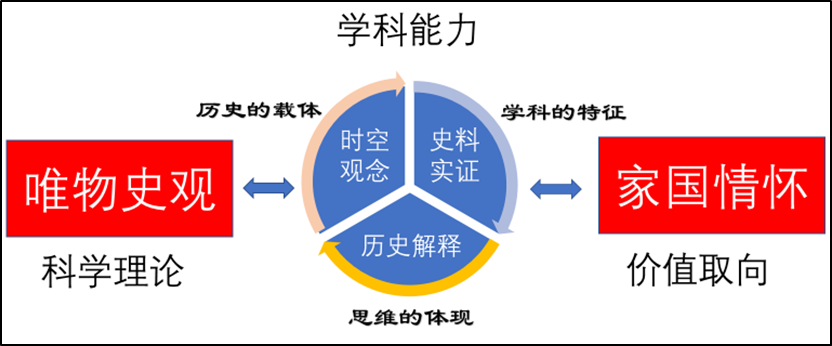 学科能力
历史的载体
学科的特征
时空
观念
史料
实证
唯物史观
家国情怀
历史解释
科学理论
价值取向
思维的体现